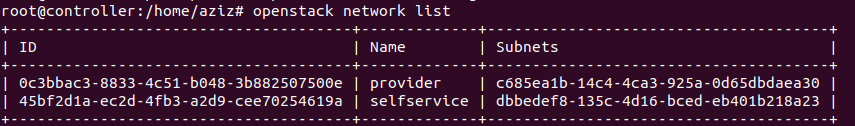 root@controller:/home/aziz# openstack network list
+--------------------------------------+-------------+--------------------------------------+
| ID                                   | Name        | Subnets                              |
+--------------------------------------+-------------+--------------------------------------+
| 0c3bbac3-8833-4c51-b048-3b882507500e | provider    | c685ea1b-14c4-4ca3-925a-0d65dbdaea30 |
| 45bf2d1a-ec2d-4fb3-a2d9-cee70254619a | selfservice | dbbedef8-135c-4d16-bced-eb401b218a23 |
+--------------------------------------+-------------+--------------------------------------+